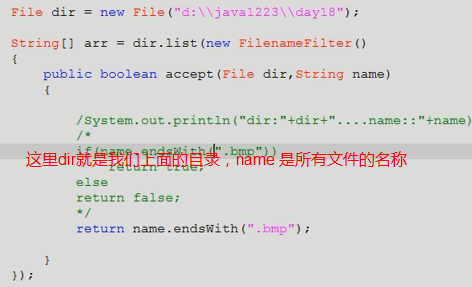 File dir = new File("d:\\java1223\\day18");
String[] arr = dir.list(new FilenameFilter()
{
public boolean accept(File dir,String name)
{
/System.out.println("dir:"+dir+"....name::"+name)
/*
if(name.endsWith(".bmp"))
这里dir就是我们上面的目录，name 是所有文件的名称
return true;
else
return false;
*/
return name.endsWith(".bmp");
}
});